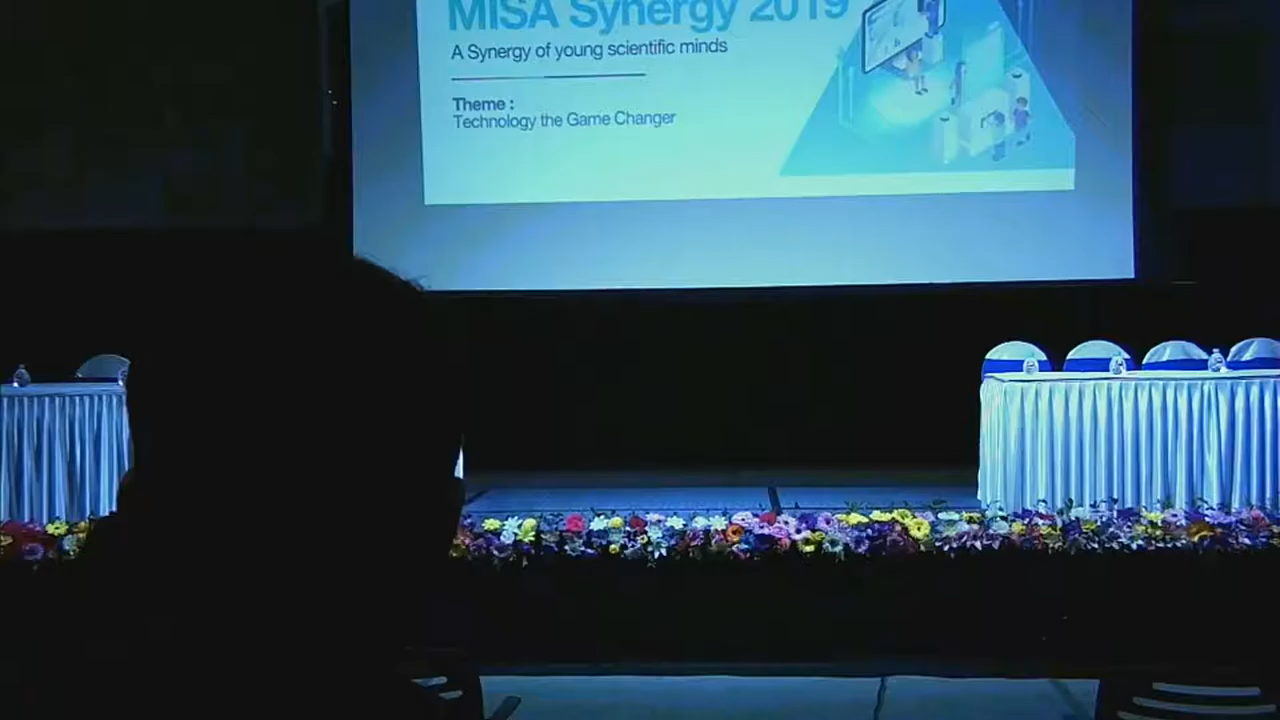 MISA Synergy 2019
A Synergy of young scientific minds
Theme :
Technology the Game Changer